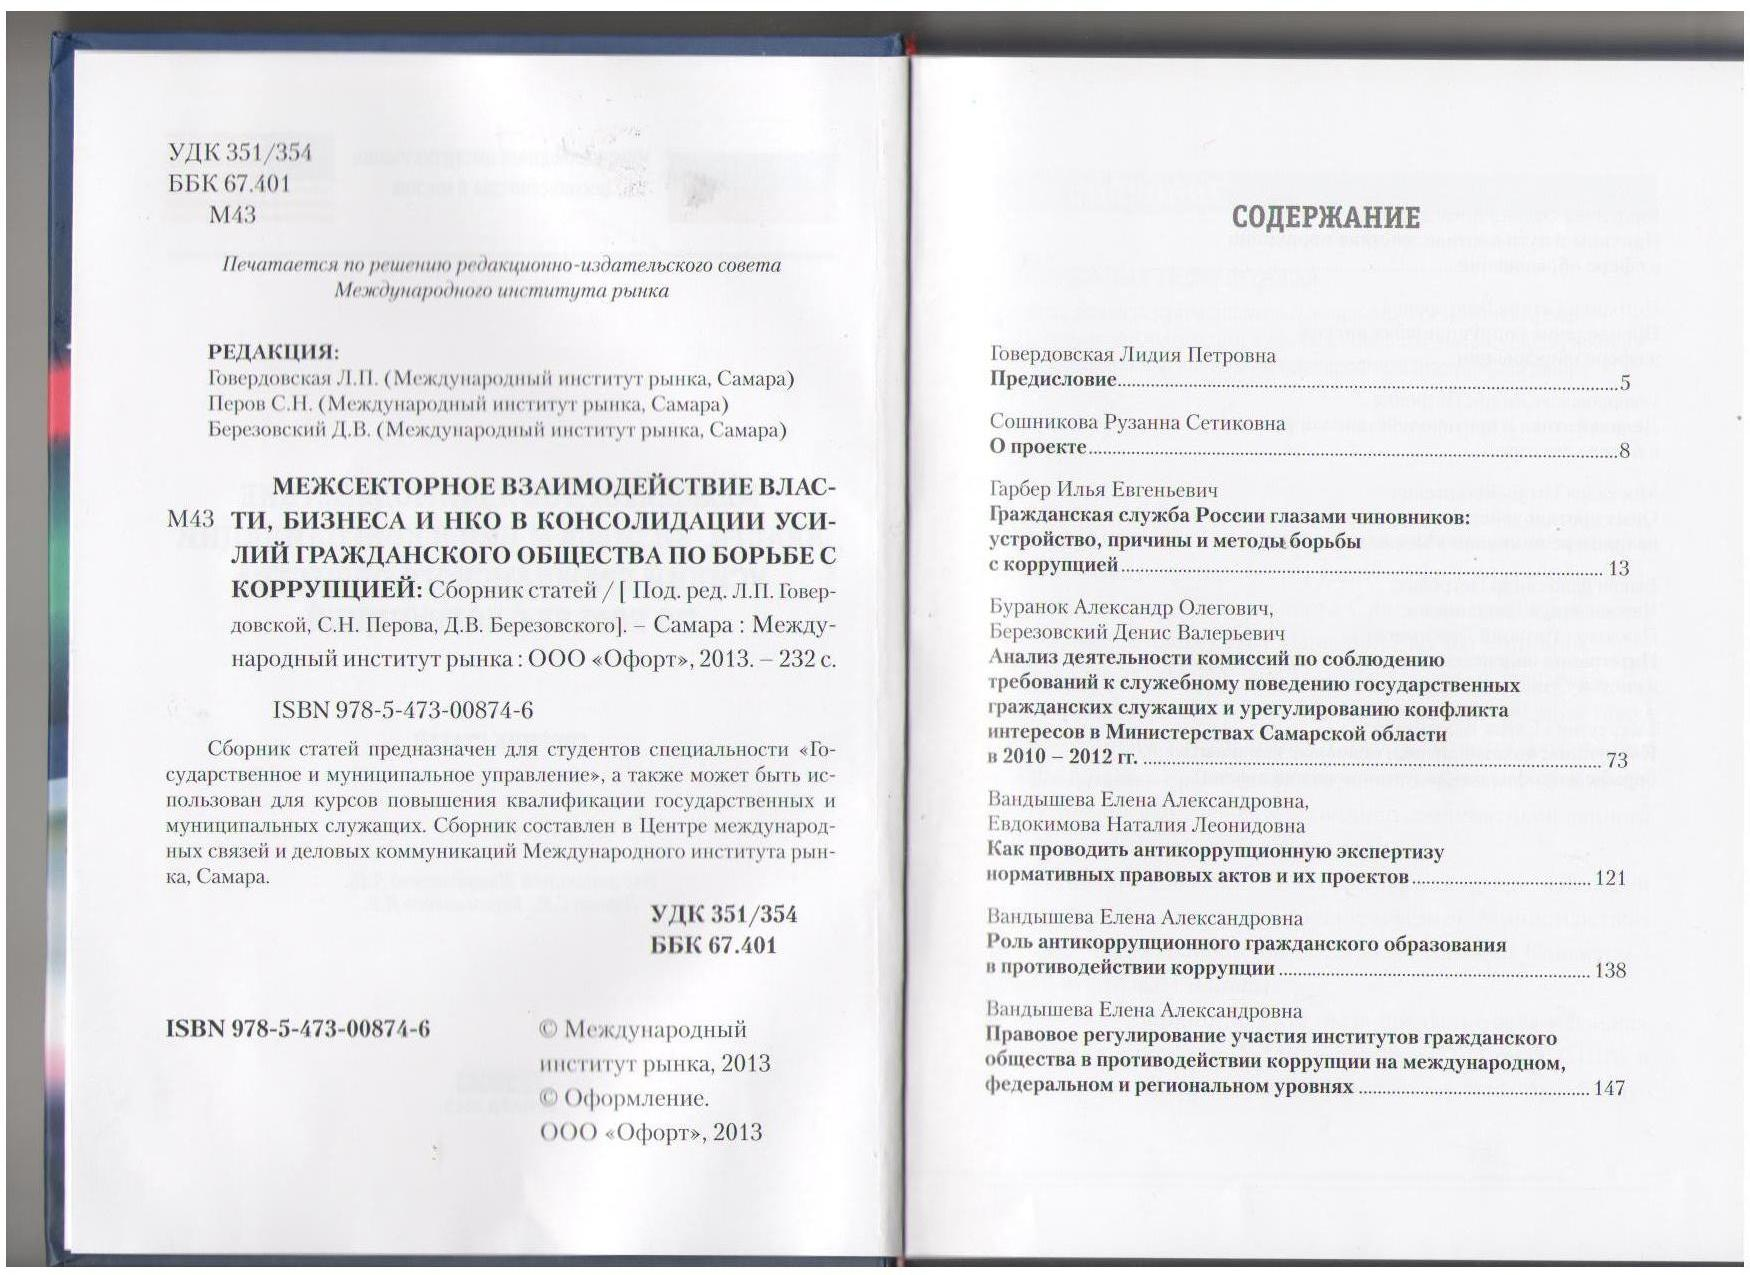 УДК 351/354
ББК 67.401
М43
Печатается по решению редакционно-издательского совета
Международного института рынка
РЕДАКЦИЯ:
Говердовская Л.П. (Международный институт рынка, Самара)
Перов С.Н. (Международный институт рынка, Самара)
Березовский Д.В. (Международный институт рынка, Самара)
МЕЖСЕКТОРНОЕ ВЗАИМОДЕЙСТВИЕ ВЛАС-
М43 ТИ, БИЗНЕСА И НКО В КОНСОЛИДАЦИИ УСИ-
ЛИЙ ГРАЖДАНСКОГО ОБЩЕСТВА ПО БОРЬБЕ С
КОРРУПЦИЕЙ: Сборник статей / [ Под. ред. Л.П. Говер-
довской, С.Н. Перова, Д.В. Березовского]. – Самара : Между-
народный институт рынка : ООО «Офорт», 2013. – 232 с.
ISBN 978-5-473-00874-6
Сборник статей предназначен для студентов специальности «Го-
сударственное и муниципальное управление», а также может быть ис-
пользован для курсов повышения квалификации государственных и
муниципальных служащих. Сборник составлен в Центре международ-
ных связей и деловых коммуникаций Международного института рын-
ка, Самара.
УДК 351/354
ББК 67.401
ISBN 978-5-473-00874-6
© Международный
институт рынка, 2013
© Оформление.
ООО «Офорт», 2013
СОДЕРЖАНИЕ
Говердовская Лидия Петровна
Предисловие 5
Сошникова Рузанна Сетиковна
О проекте 8
Гарбер Илья Евгеньевич
Гражданская служба России глазами чиновников:
устройство, причины и методы борьбы
с коррупцией 13
Буранок Александр Олегович,
Березовский Денис Валерьевич
Анализ деятельности комиссий по соблюдению
требований к служебному поведению государственных
гражданских служащих и урегулированию конфликта
интересов в Министерствах Самарской области
в 2010 – 2012 гг. 73
Вандышева Елена Александровна,
Евдокимова Наталия Леонидовна
Как проводить антикоррупционную экспертизу
нормативных правовых актов и их проектов 121
Вандышева Елена Александровна
Роль антикоррупционного гражданского образования
в противодействии коррупции 138
Вандышева Елена Александровна
Правовое регулирование участия институтов гражданского
общества в противодействии коррупции на международном,
федеральном и региональном уровнях 147